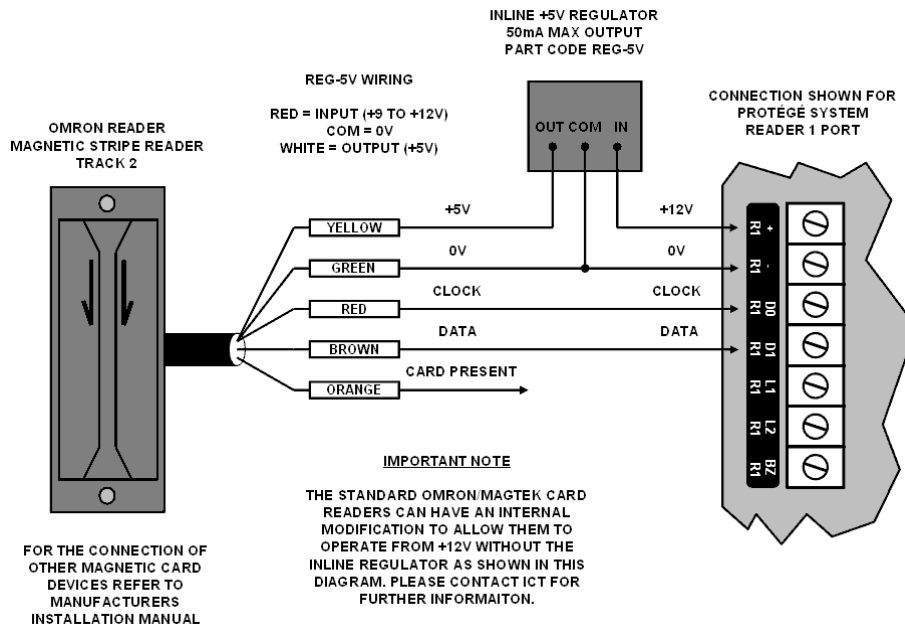 INLINE +5V REGULATOR
50mA MAX OUTPUT
PART CODE REG-5V
REG-5V WIRING
RED = INPUT (+9 TO +12V)
COM = 0V
WHITE = OUTPUT (+5V)
CONNECTION SHOWN FOR
PROTÉGÉ SYSTEM
READER 1 PORT
OMRON READER
MAGNETIC STRIPE READER
TRACK 2
OUT COM IN
+5V
+12V
YELLOW
R1 +
0V
0V
GREEN
R1 -
CLOCK
CLOCK
RED
R1 D0
DATA
DATA
BROWN
R1 D1
CARD PRESENT
ORANGE
R1 L1
R1 L2
R1 BZ
IMPORTANT NOTE
THE STANDARD OMRON/MAGTEK CARD
READERS CAN HAVE AN INTERNAL
MODIFICATION TO ALLOW THEM TO
OPERATE FROM +12V WITHOUT THE
INLINE REGULATOR AS SHOWN IN THIS
DIAGRAM. PLEASE CONTACT ICT FOR
FURTHER INFORMAITON.
FOR THE CONNECTION OF
OTHER MAGNETIC CARD
DEVICES REFER TO
MANUFACTURERS
INSTALLATION MANUAL